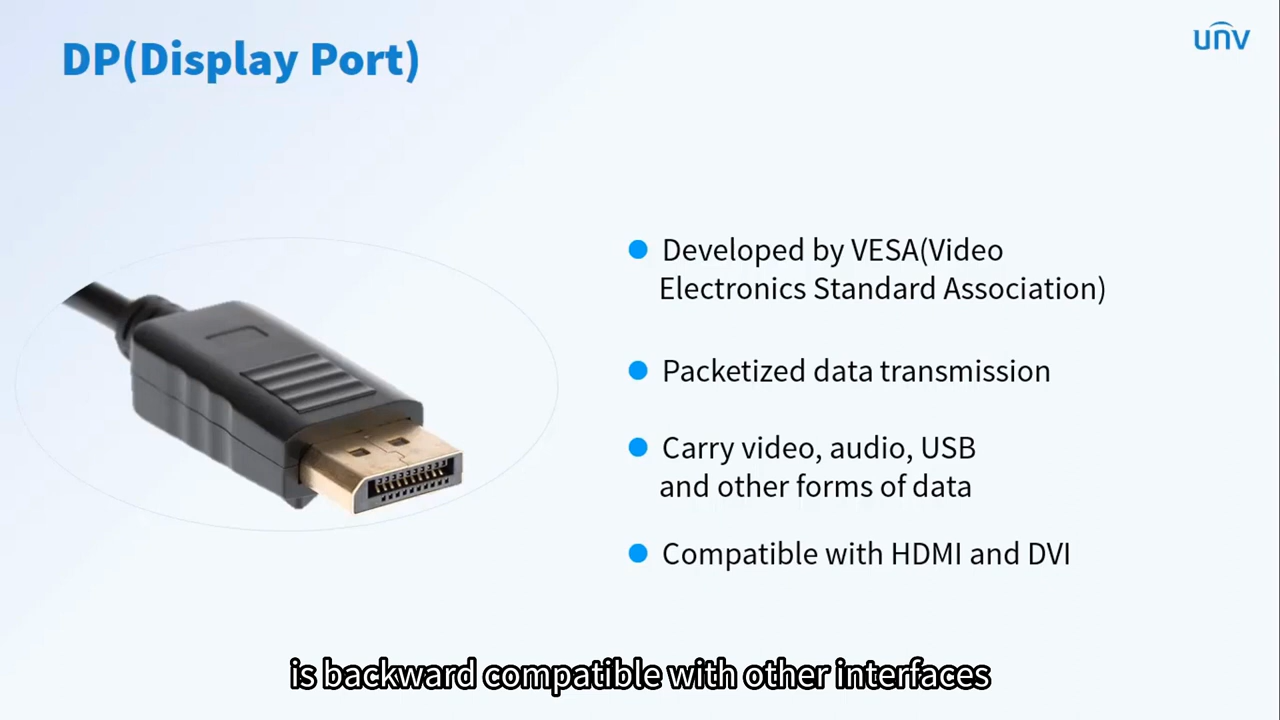 DP(Display Port)
unv
Developed by VESA(Video
Electronics Standard Association)
Packetized data transmission
Carry video, audio, USB
and other forms of data
Compatible with HDMI and DVI
is backward compatible with other interfaces